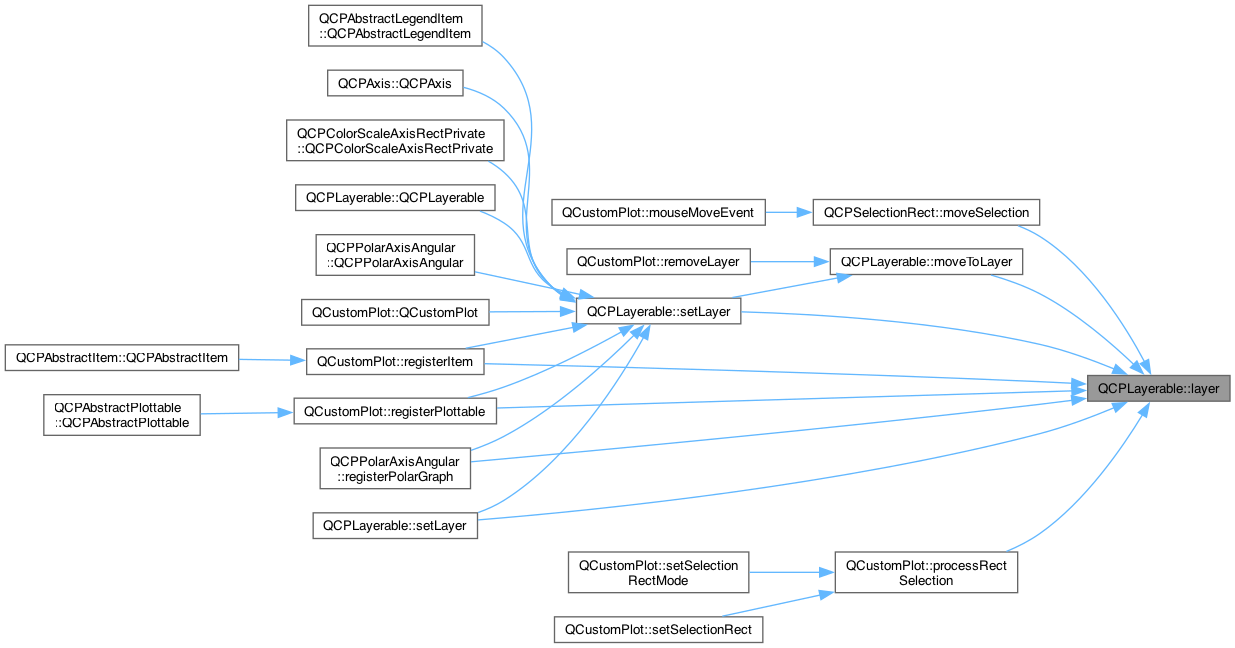 QCPAbstractLegendItem
::QCPAbstractLegendItem
QCPAxis::QCPAxis
QCPColorScaleAxisRectPrivate
::QCPColorScaleAxisRectPrivate
QCPLayerable::QCPLayerable
QCustomPlot::mouseMoveEvent
QCPSelectionRect::moveSelection
QCPPolarAxisAngular
::QCPPolarAxisAngular
QCustomPlot::removeLayer
QCPLayerable::moveToLayer
QCustomPlot::QCustomPlot
QCPLayerable::setLayer
QCPAbstractItem::QCPAbstractItem
QCustomPlot::registerItem
QCPLayerable::layer
QCPAbstractPlottable
::QCPAbstractPlottable
QCustomPlot::registerPlottable
QCPPolarAxisAngular
::registerPolarGraph
QCPLayerable::setLayer
QCustomPlot::setSelection
RectMode
QCustomPlot::processRect
Selection
QCustomPlot::setSelectionRect